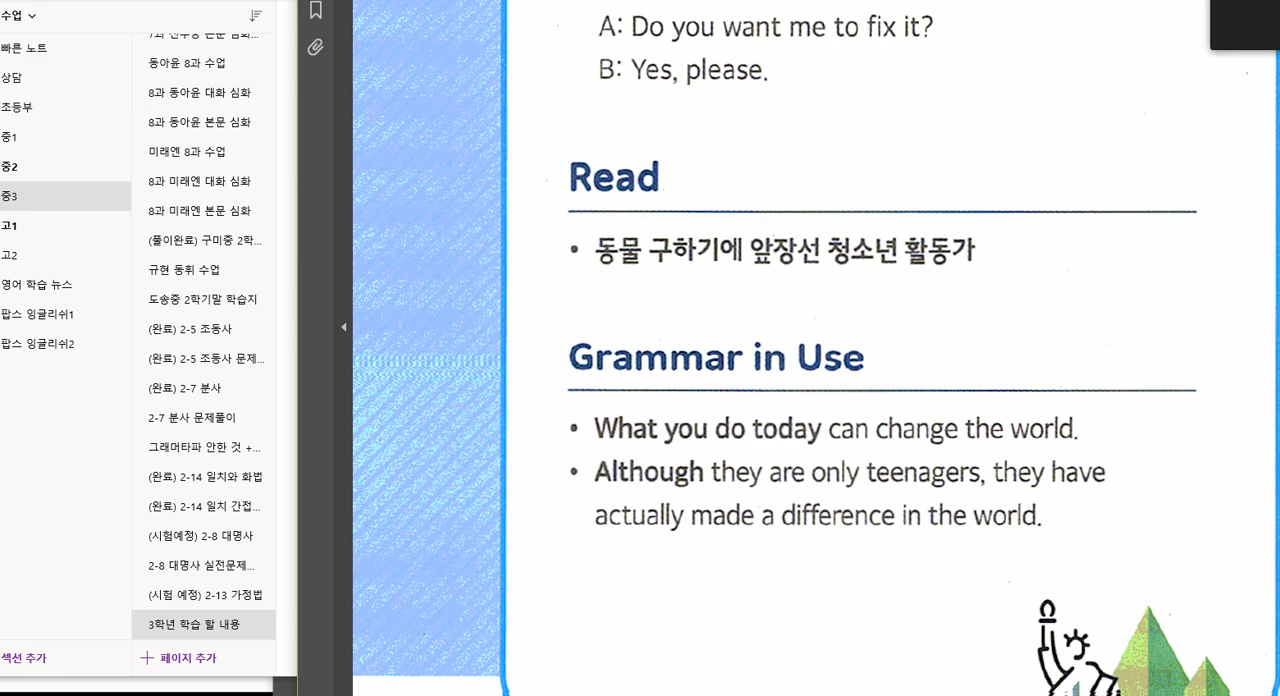 수업
빠른 노트
상담
초등부
중1
중2
중3
고1
고2
영어 학습 뉴스
팝스 잉글리쉬1
팝스 잉글리쉬2
섹션 추가
동아윤 8과 수업
8과 동아윤 대화 심화
8과 동아윤 본문 심화
미래엔 8과 수업
8과 미래엔 대화 심화
8과 미래엔 본문 심화
(풀이완료) 구미중 2학...
규현 동휘 수업
도송중 2학기말 학습지
(완료) 2-5 조동사
(완료) 2-5 조동사 문제...
(완료) 2-7 분사
2-7 분사 문제풀이
그래머타파 안한 것 +...
(완료) 2-14 일치와 화법
(완료) 2-14 일치 간접...
(시험예정) 2-8 대명사
2-8 대명사 실전문제...
(시험 예정) 2-13 가정법
3학년 학습 할 내용
페이지 추가
A: Do you want me to fix it?
B: Yes, please.
Read
• 동물 구하기에 앞장선 청소년 활동가
Grammar in Use
• What you do today can change the world.
• Although they are only teenagers, they have
actually made a difference in the world.